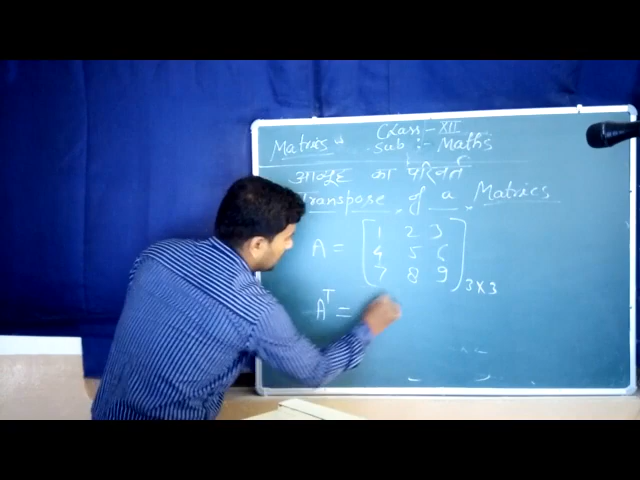 Class - XII
Matrics
Sub :- Maths
आव्यूह का परिवर्त
Transpose of a Matrics
A = [1 2 3
4 5 6
7 8 9] 3x3
A^T =